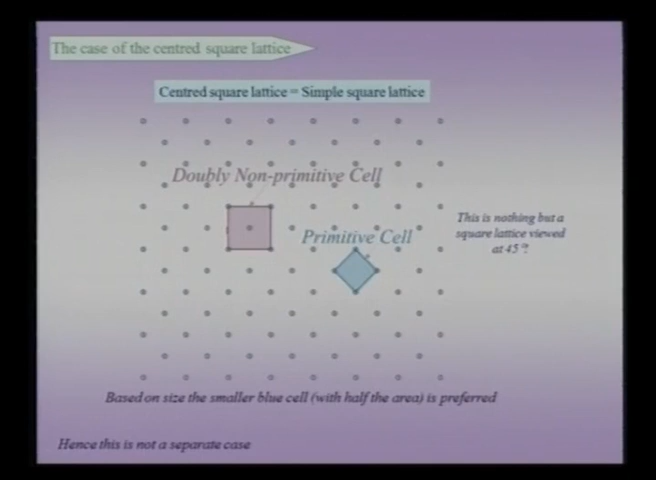 The case of the centred square lattice
Centred square lattice = Simple square lattice
Doubly Non-primitive Cell
Primitive Cell
This is nothing but a
square lattice viewed
at 45°!
Based on size the smaller blue cell (with half the area) is preferred
Hence this is not a separate case